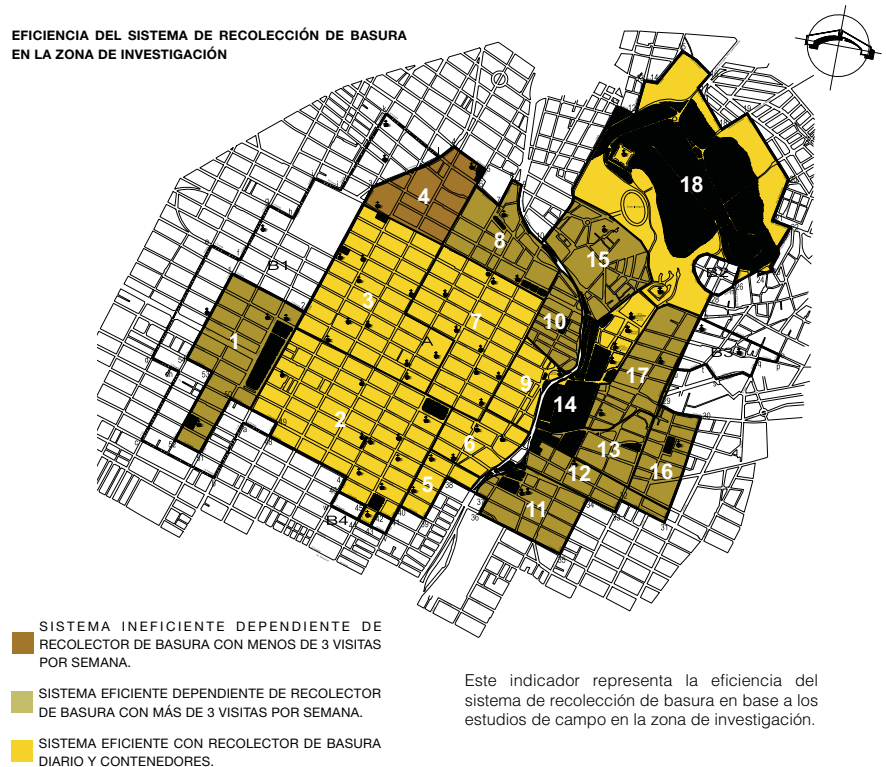 EFICIENCIA DEL SISTEMA DE RECOLECCIÓN DE BASURA
EN LA ZONA DE INVESTIGACIÓN
18
4
8
15
B1
B2
3
7
10
A
1
B3
17
9
14
2
6
13
16
12
5
11
B4
SISTEMA INEFICIENTE DEPENDIENTE DE
RECOLECTOR DE BASURA CON MENOS DE 3 VISITAS
POR SEMANA.
SISTEMA EFICIENTE DEPENDIENTE DE RECOLECTOR
DE BASURA CON MÁS DE 3 VISITAS POR SEMANA.
SISTEMA EFICIENTE CON RECOLECTOR DE BASURA
DIARIO Y CONTENEDORES.
Este indicador representa la eficiencia del
sistema de recolección de basura en base a los
estudios de campo en la zona de investigación.